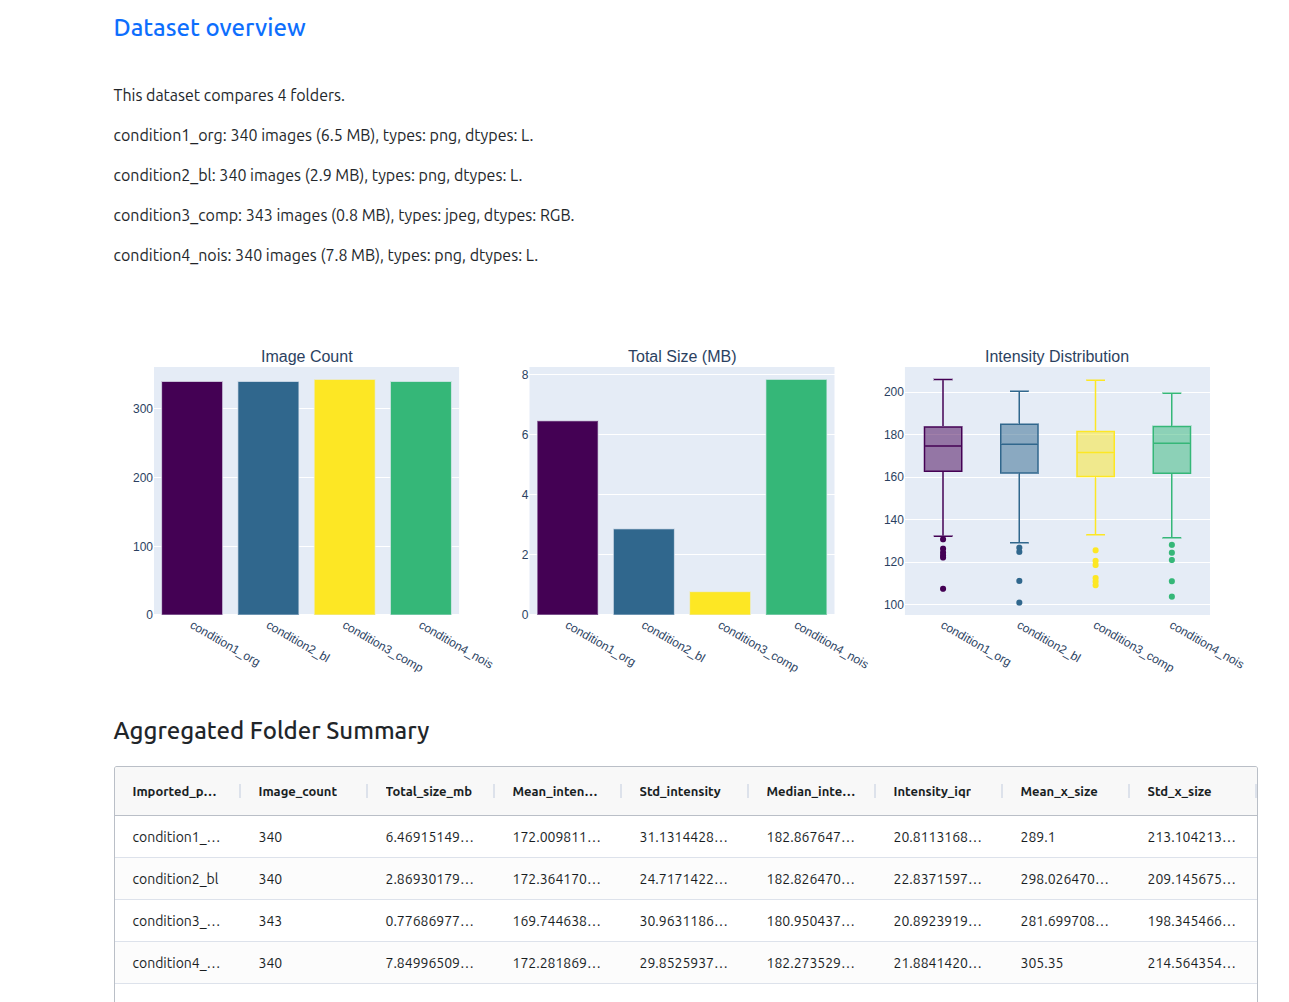 Dataset overview
This dataset compares 4 folders.
condition1_org: 340 images (6.5 MB), types: png, dtypes: L.
condition2_bl: 340 images (2.9 MB), types: png, dtypes: L.
condition3_comp: 343 images (0.8 MB), types: jpeg, dtypes: RGB.
condition4_nois: 340 images (7.8 MB), types: png, dtypes: L.
Image Count
300
200
100
0
condition1_org
condition2_bl
condition3_comp
condition4_nois
Total Size (MB)
8
6
4
2
0
condition1_org
condition2_bl
condition3_comp
condition4_nois
Intensity Distribution
200
180
160
140
120
100
condition1_org
condition2_bl
condition3_comp
condition4_nois
Aggregated Folder Summary
Imported_p... Image_count Total_size_mb Mean_inten... Std_intensity Median_inte... Intensity_iqr Mean_x_size Std_x_size
condition1_... 340 6.46915149... 172.009811... 31.1314428... 182.867647... 20.8113168... 289.1 213.104213...
condition2_bl 340 2.86930179... 172.364170... 24.7171422... 182.826470... 22.8371597... 298.026470... 209.145675...
condition3_... 343 0.77686977... 169.744638... 30.9631186... 180.950437... 20.8923919... 281.699708... 198.345466...
condition4_... 340 7.84996509... 172.281869... 29.8525937... 182.273529... 21.8841420... 305.35 214.564354...